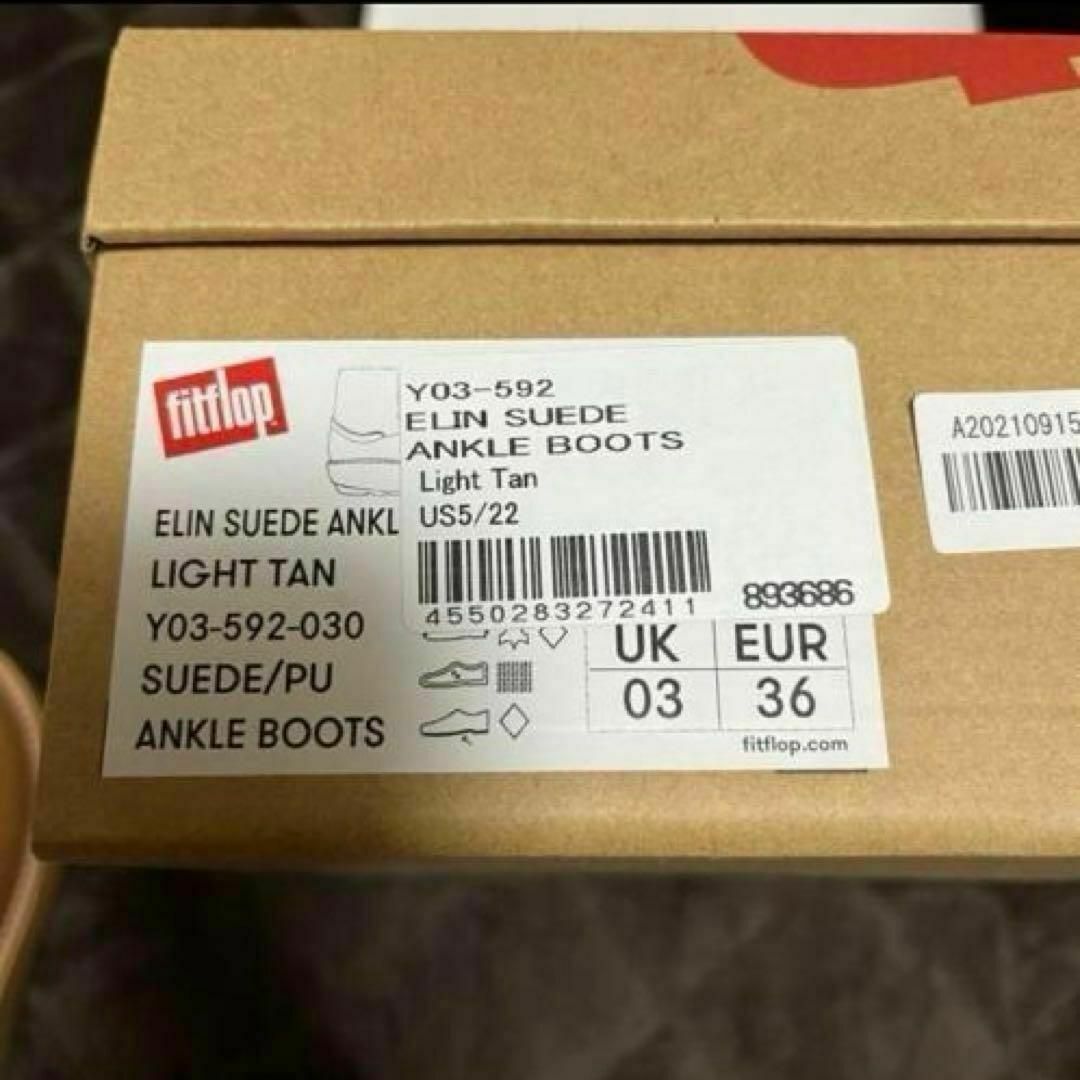 fitflop
ELIN SUEDE ANKL
LIGHT TAN
Y03-592-030
SUEDE/PU
ANKLE BOOTS
Y03-592
ELIN SUEDE
ANKLE BOOTS
Light Tan
US5/22
4550283272411
893686
UK EUR
03 36
fitflop.com
A20210915